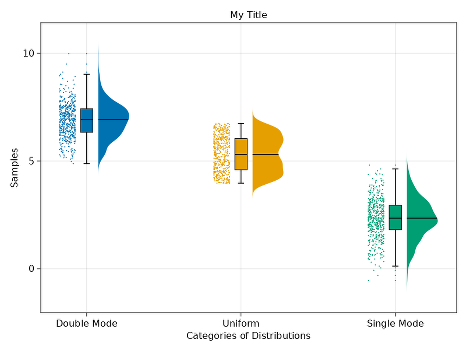 My Title
10
5
0
Samples
Double Mode
Uniform
Single Mode
Categories of Distributions